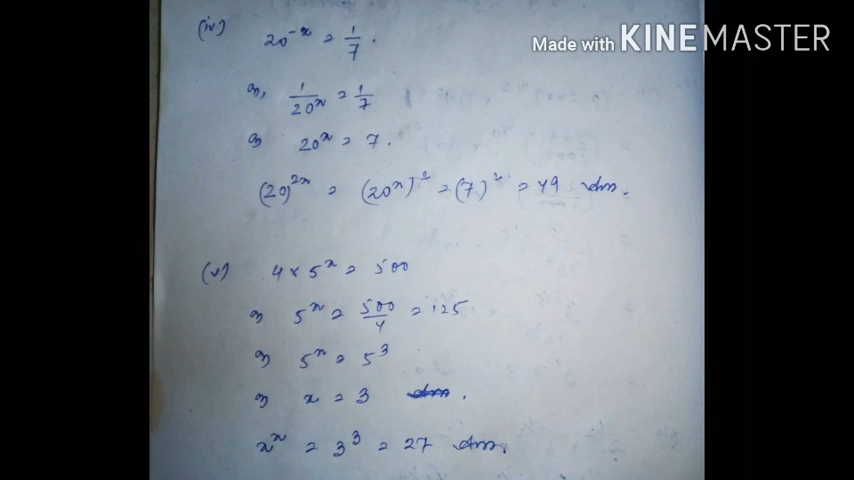 Made with KINEMASTER
(iv) 20^-x = 1/7 .
or, 1/20^x = 1/7
or 20^x = 7 .
(20)^2x = (20^x)^2 = (7)^2 = 49 Ans.
(v) 4 × 5^x = 500
or 5^x = 500/4 = 125
or 5^x = 5^3
or x = 3 .
x^x = 3^3 = 27 Ans.